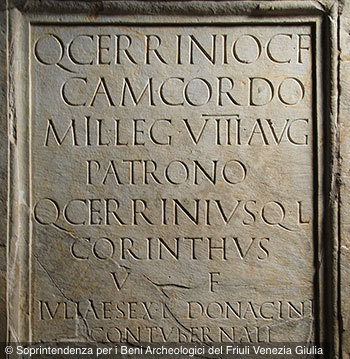 Q CERRINIO C F
CAM CORDO
MIL LEG VIII AVG
PATRONO
Q CERRINIVS Q L
CORINTHVS
V F
IVLIAE SEX L DONACINI
CONTVBERNALI
© Soprintendenza per i Beni Archeologici del Friuli Venezia Giulia